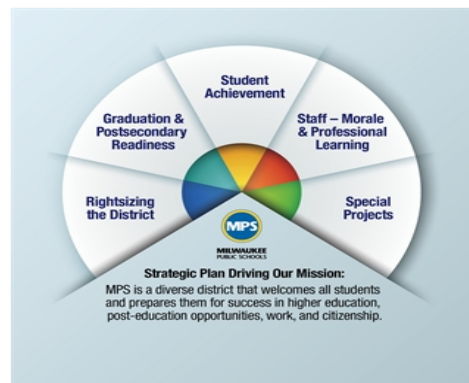 Student
Achievement
Graduation &
Postsecondary
Readiness
Staff – Morale
& Professional
Learning
Rightsizing
the District
Special
Projects
MPS
MILWAUKEE
PUBLIC SCHOOLS
Strategic Plan Driving Our Mission:
MPS is a diverse district that welcomes all students
and prepares them for success in higher education,
post-education opportunities, work, and citizenship.